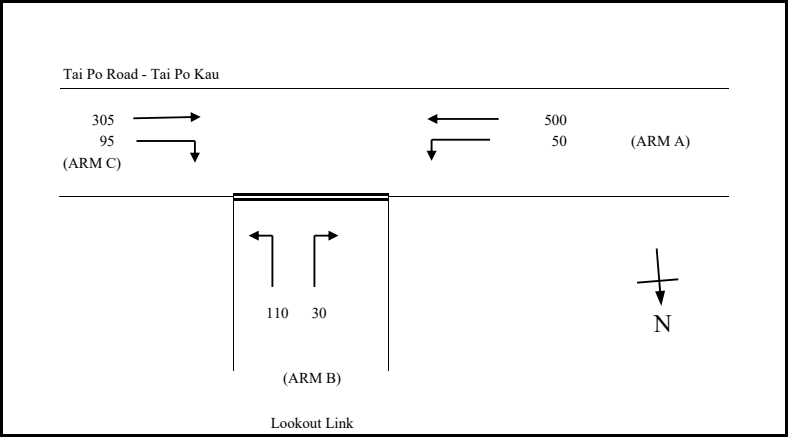 Tai Po Road - Tai Po Kau
305 500
95 50 (ARM A)
(ARM C)
110 30
N
(ARM B)
Lookout Link